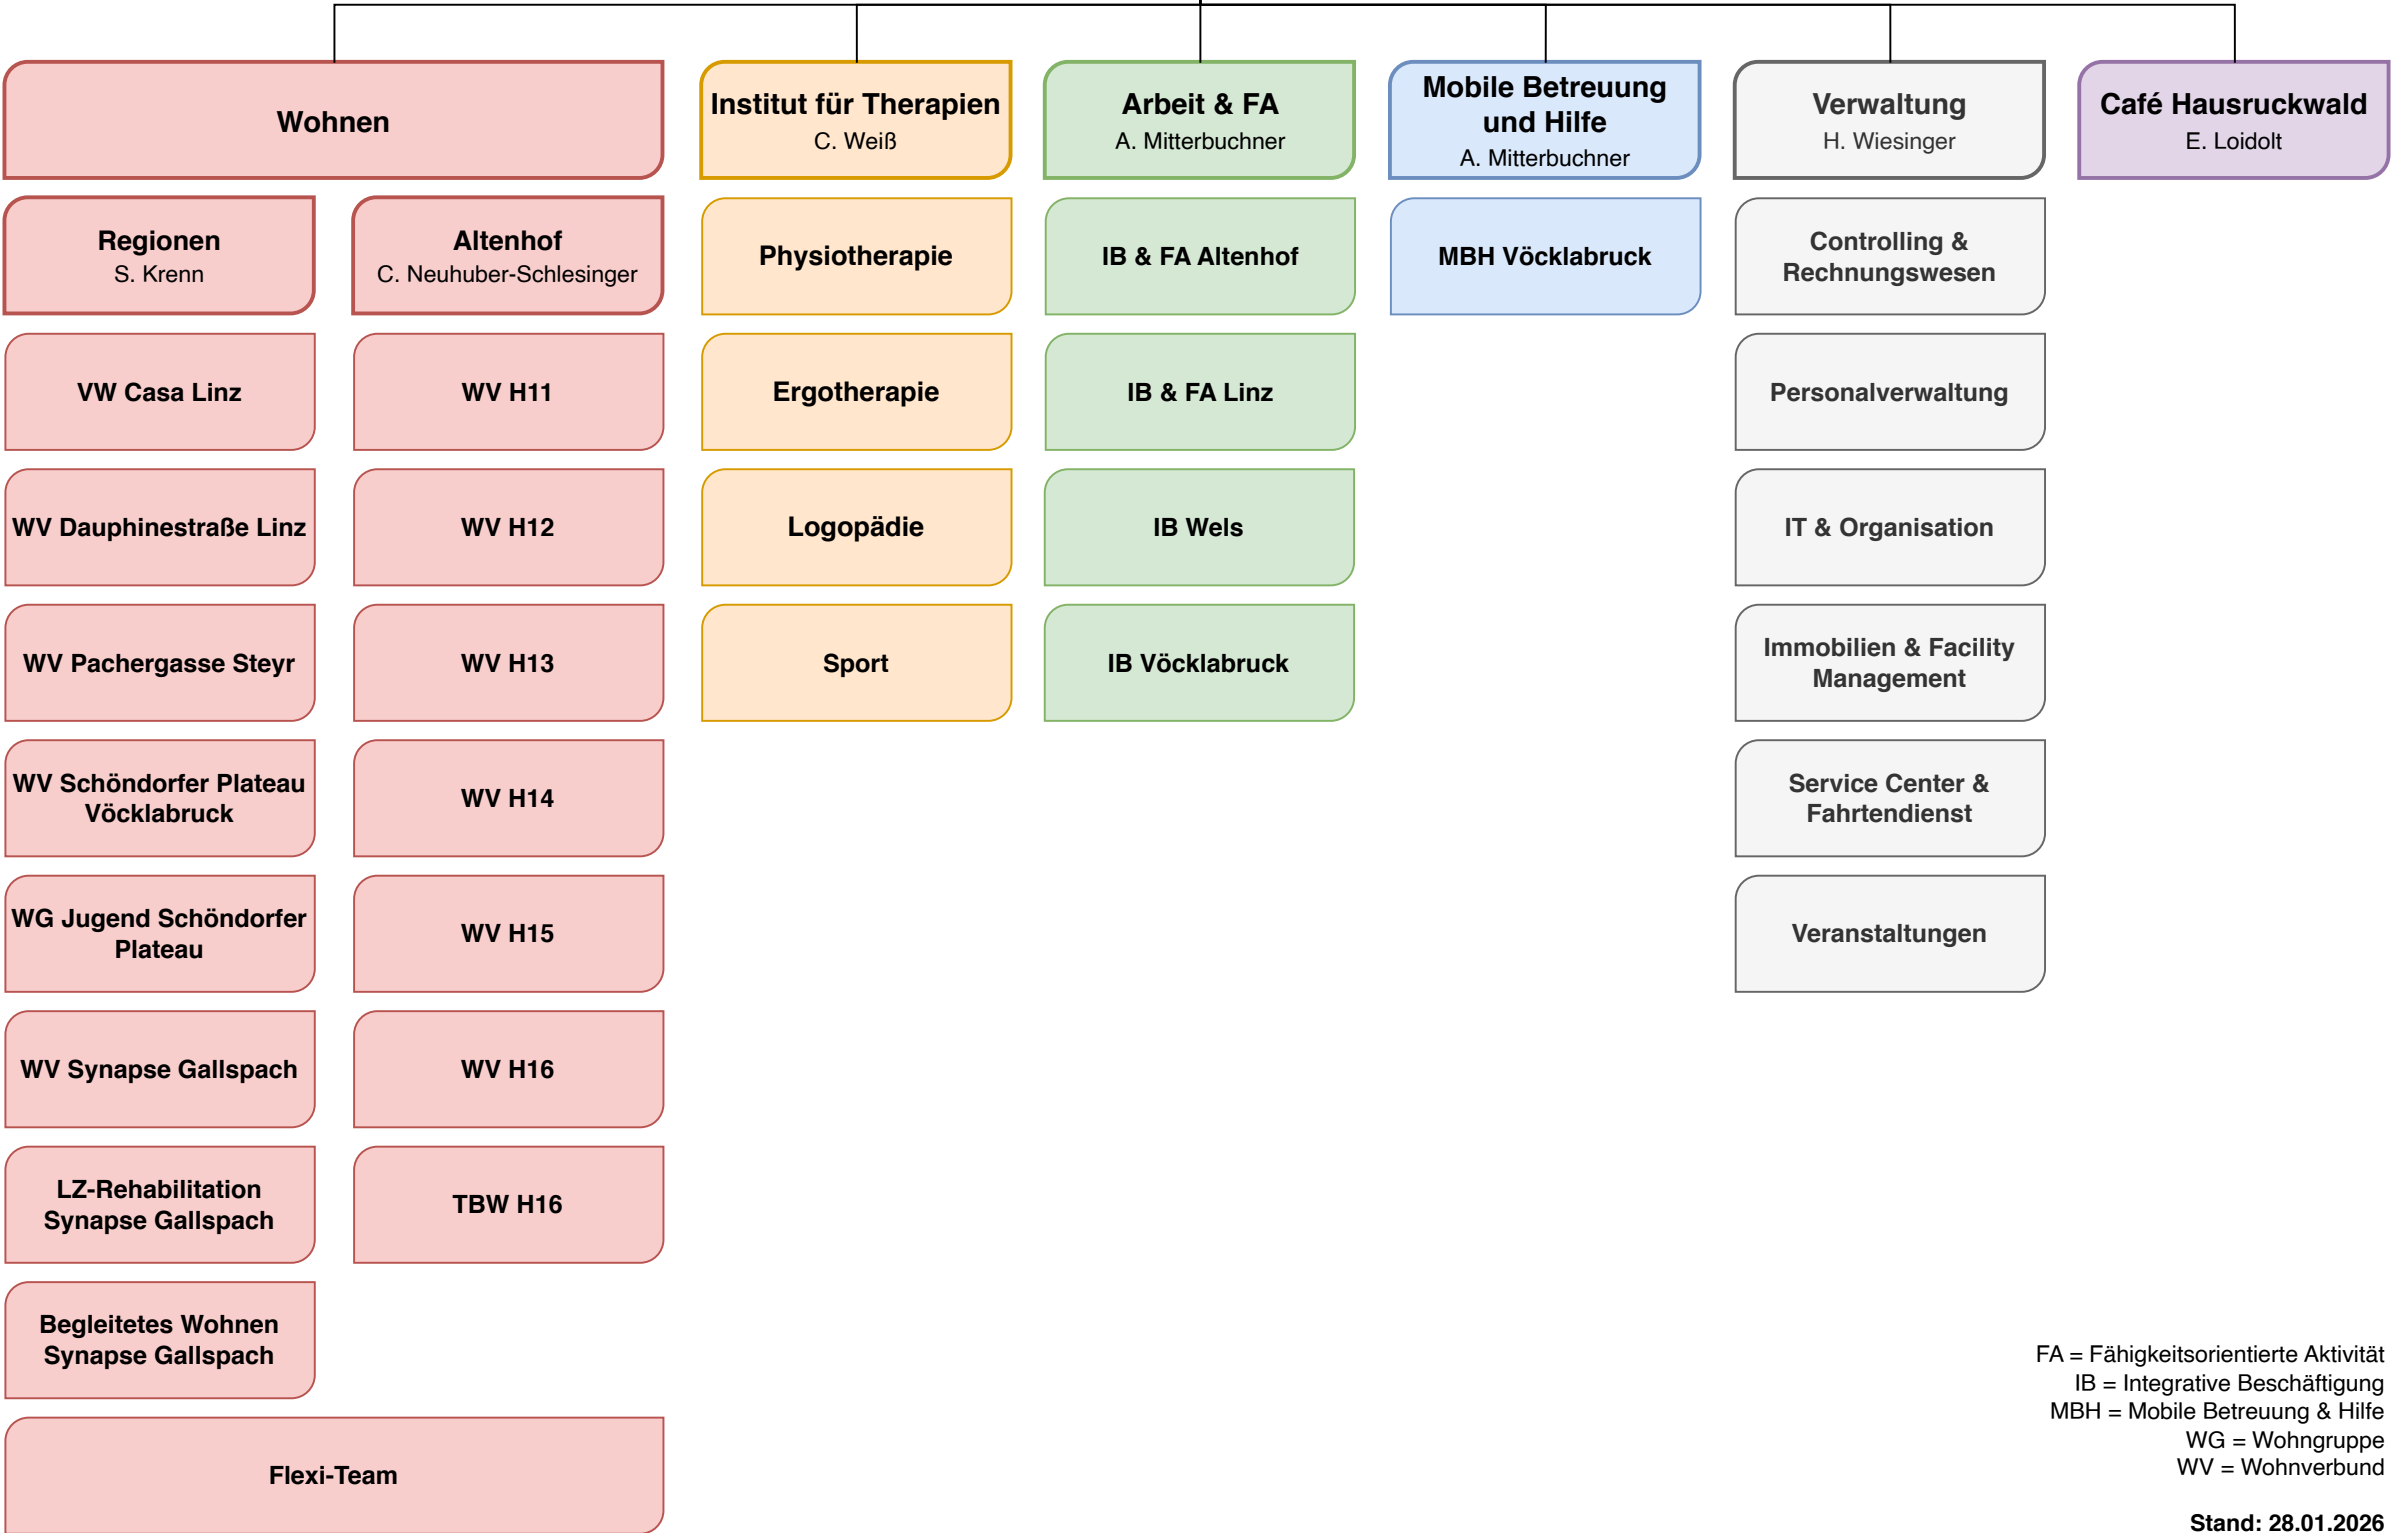 Wohnen
Institut für Therapien
C. Weiß
Arbeit & FA
A. Mitterbuchner
Mobile Betreuung
und Hilfe
A. Mitterbuchner
Verwaltung
H. Wiesinger
Café Hausruckwald
E. Loidolt
Regionen
S. Krenn
VW Casa Linz
WV Dauphinestraße Linz
WV Pachergasse Steyr
WV Schöndorfer Plateau
Vöcklabruck
WG Jugend Schöndorfer
Plateau
WV Synapse Gallspach
LZ-Rehabilitation
Synapse Gallspach
Begleitetes Wohnen
Synapse Gallspach
Altenhof
C. Neuhuber-Schlesinger
WV H11
WV H12
WV H13
WV H14
WV H15
WV H16
TBW H16
Flexi-Team
Physiotherapie
Ergotherapie
Logopädie
Sport
IB & FA Altenhof
IB & FA Linz
IB Wels
IB Vöcklabruck
MBH Vöcklabruck
Controlling &
Rechnungswesen
Personalverwaltung
IT & Organisation
Immobilien & Facility
Management
Service Center &
Fahrtendienst
Veranstaltungen
FA = Fähigkeitsorientierte Aktivität
IB = Integrative Beschäftigung
MBH = Mobile Betreuung & Hilfe
WG = Wohngruppe
WV = Wohnverbund
Stand: 28.01.2026